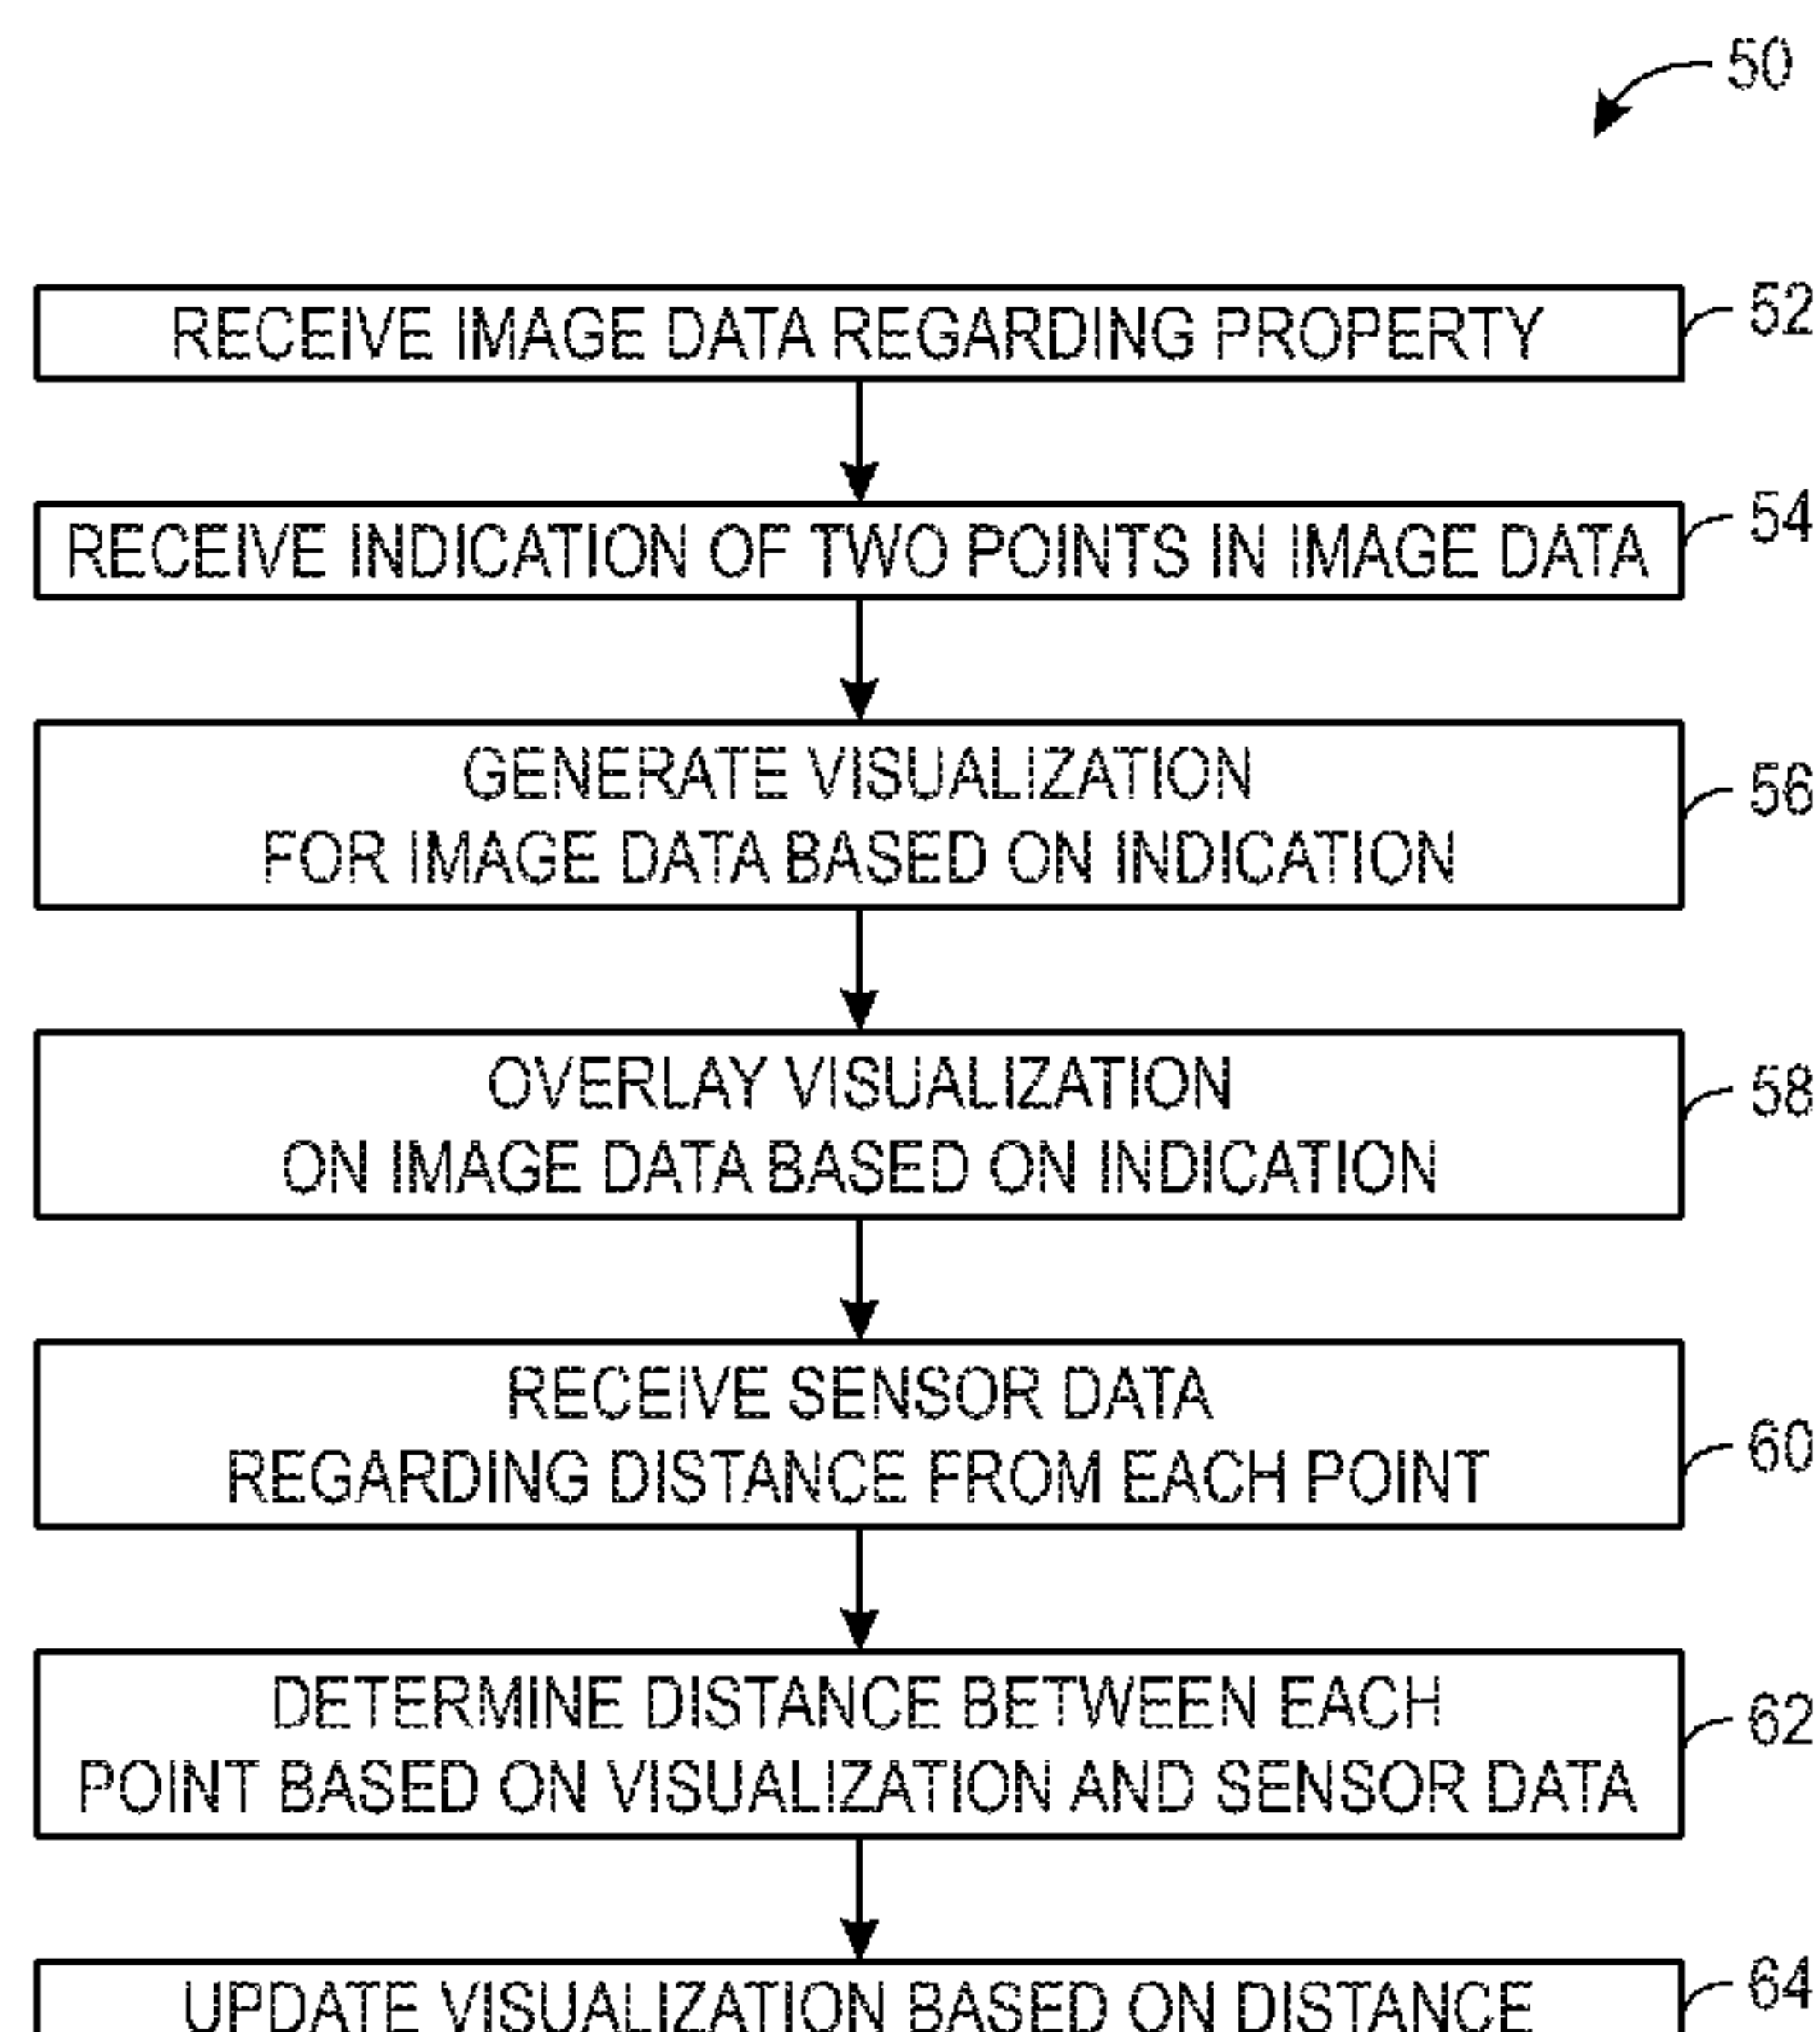 50
RECEIVE IMAGE DATA REGARDING PROPERTY
52
RECEIVE INDICATION OF TWO POINTS IN IMAGE DATA
54
GENERATE VISUALIZATION
FOR IMAGE DATA BASED ON INDICATION
56
OVERLAY VISUALIZATION
ON IMAGE DATA BASED ON INDICATION
58
RECEIVE SENSOR DATA
REGARDING DISTANCE FROM EACH POINT
60
DETERMINE DISTANCE BETWEEN EACH
POINT BASED ON VISUALIZATION AND SENSOR DATA
62
UPDATE VISUALIZATION BASED ON DISTANCE
64